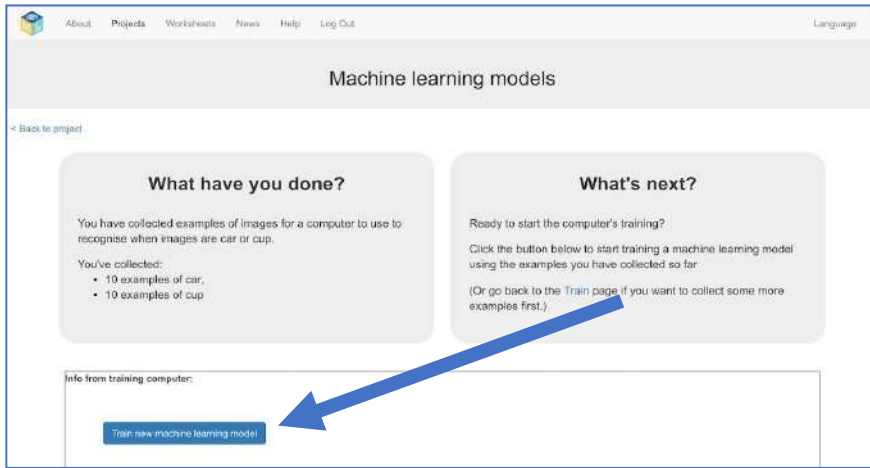 About Projects Worksheets News Help Log Out Language
Machine learning models
< Back to project
What have you done?
You have collected examples of images for a computer to use to
recognise when images are car or cup.
You've collected:
• 10 examples of car,
• 10 examples of cup
What's next?
Ready to start the computer's training?
Click the button below to start training a machine learning model
using the examples you have collected so far
(Or go back to the Train page if you want to collect some more
examples first.)
Info from training computer:
Train new machine learning model